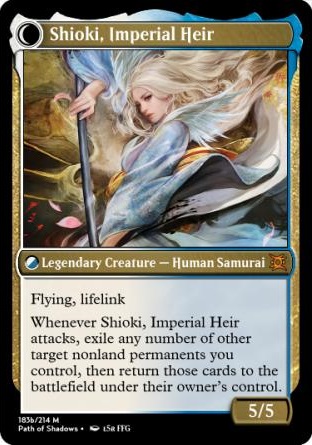 Shioki, Imperial Heir
Legendary Creature — Human Samurai
Flying, lifelink
Whenever Shioki, Imperial Heir
attacks, exile any number of other
target nonland permanents you
control, then return those cards to the
battlefield under their owner's control.
5/5
183b/214 M
Path of Shadows • L5R FFG